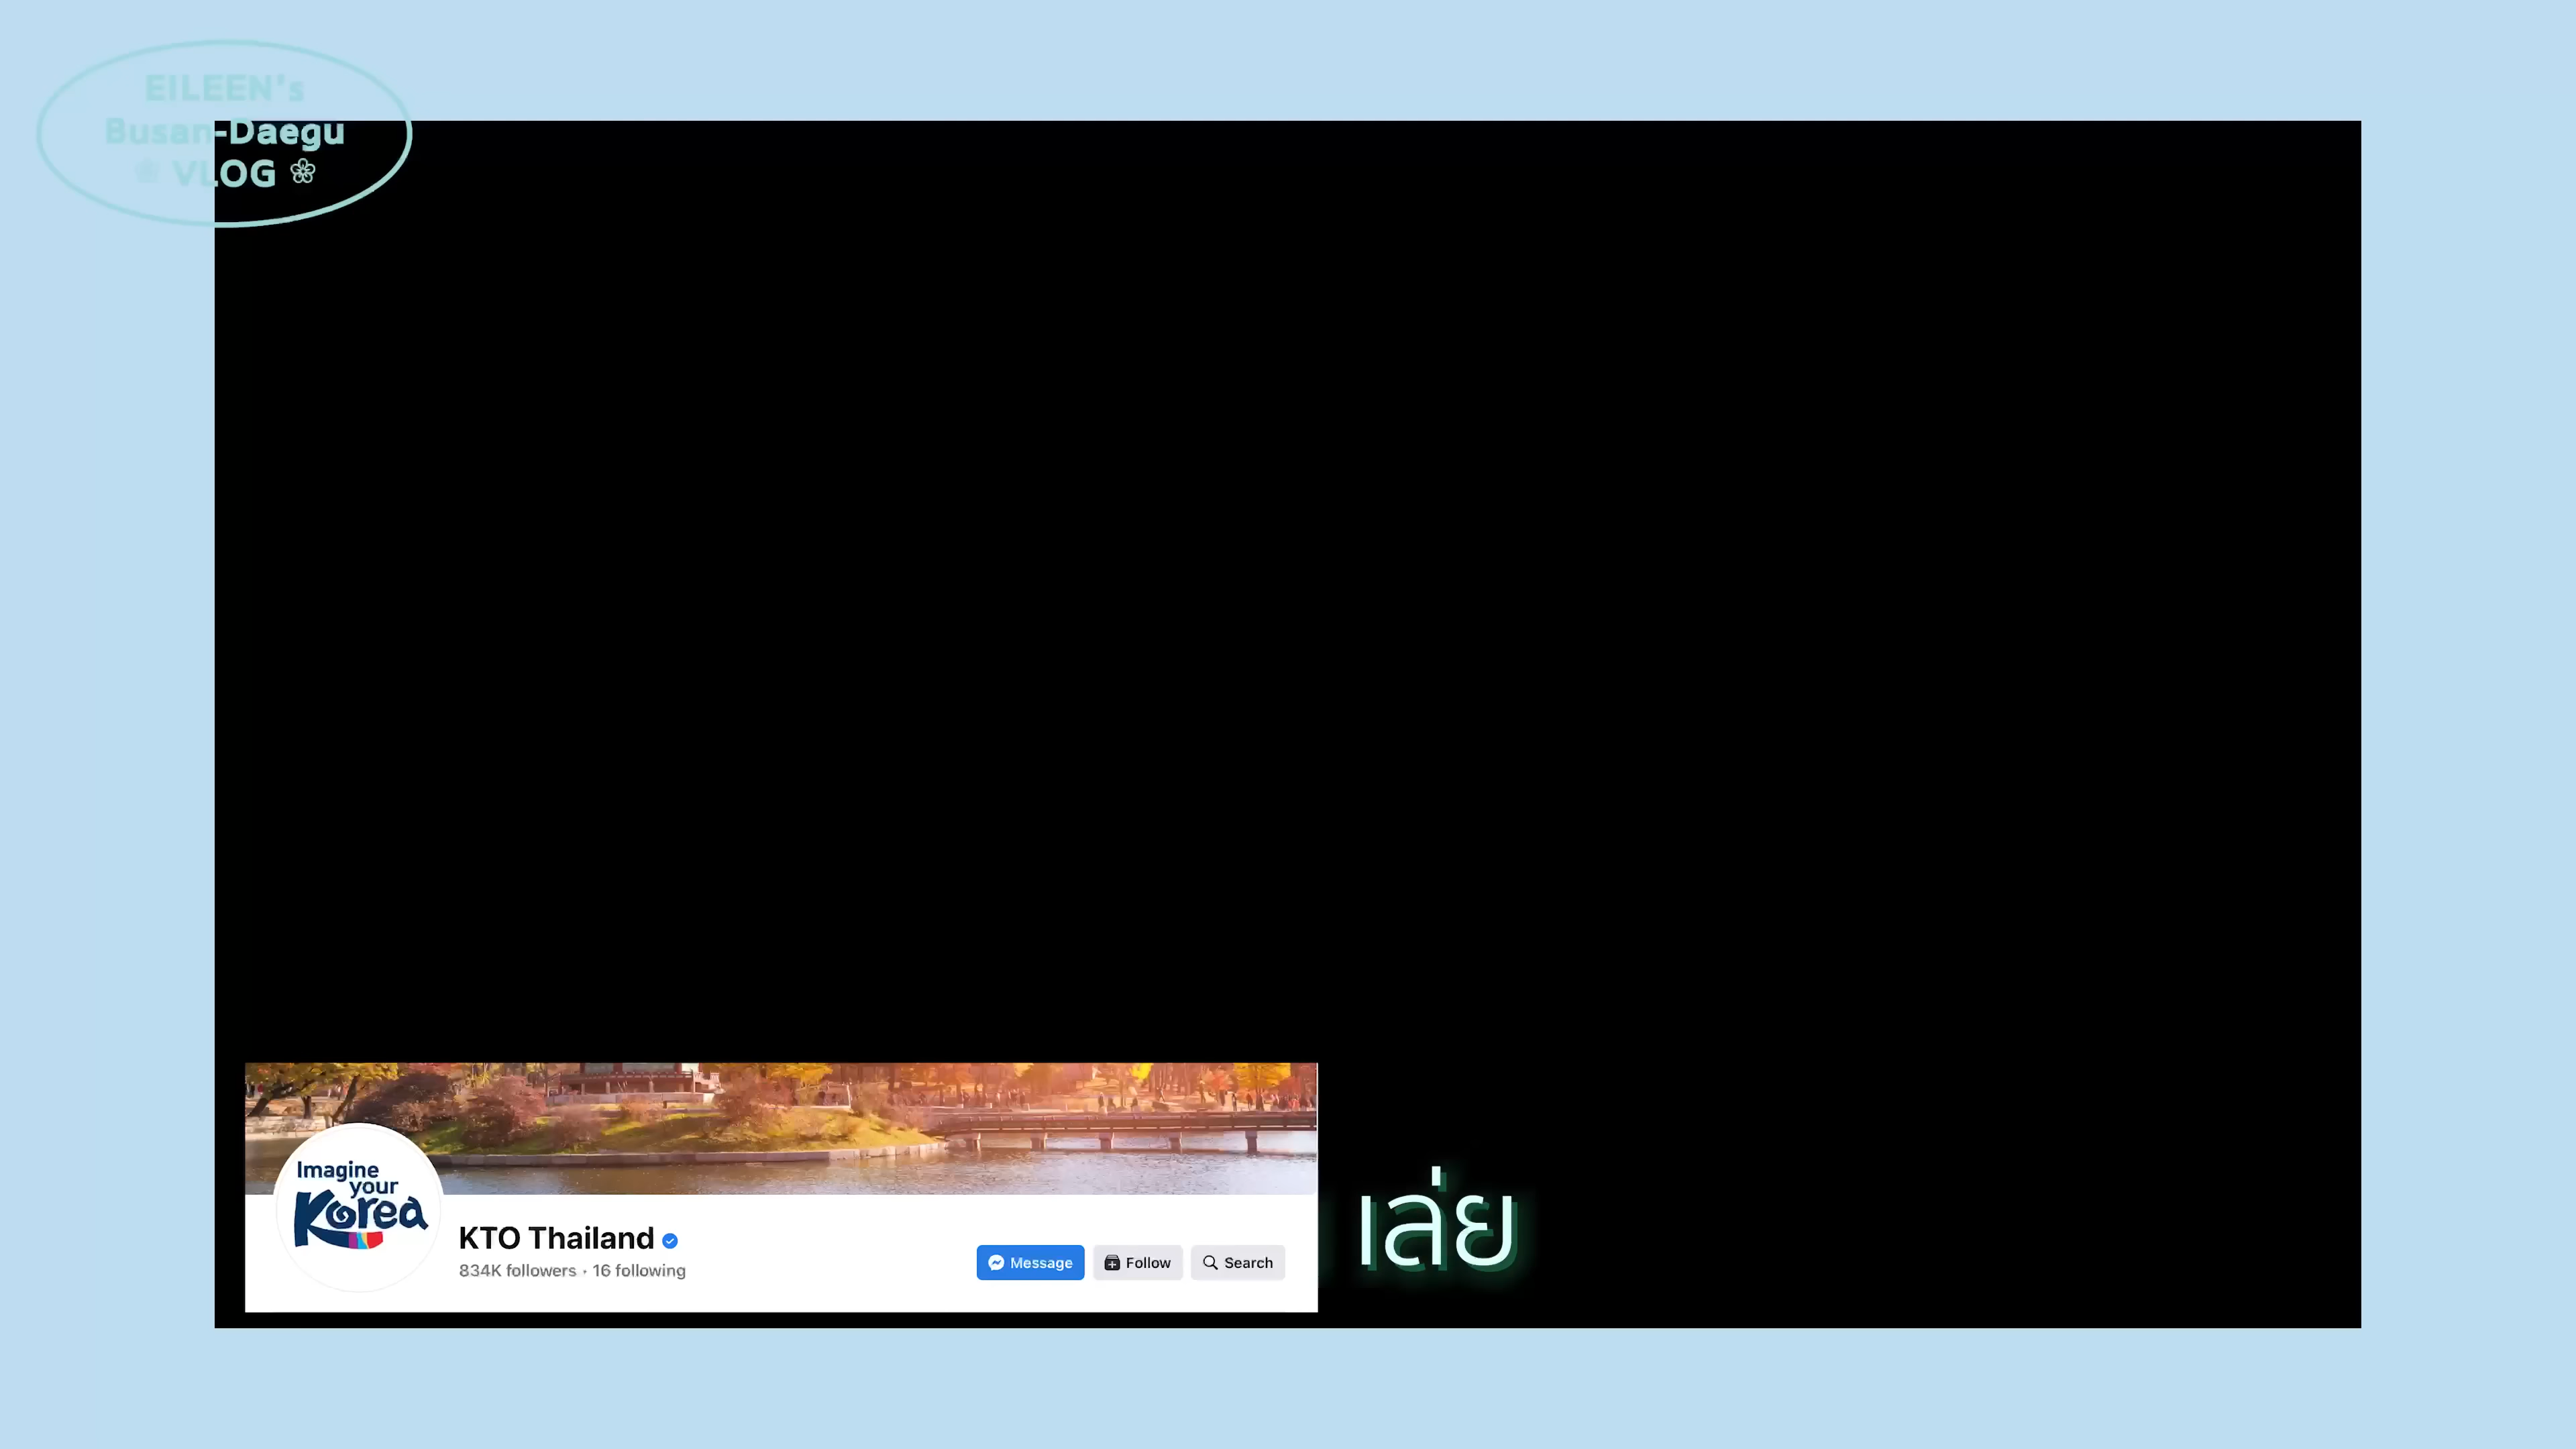 EILEEN's
Busan-Daegu
❀ VLOG ❀
Imagine
your
Korea
KTO Thailand
834K followers · 16 following
Message
Follow
Search
เล่ย